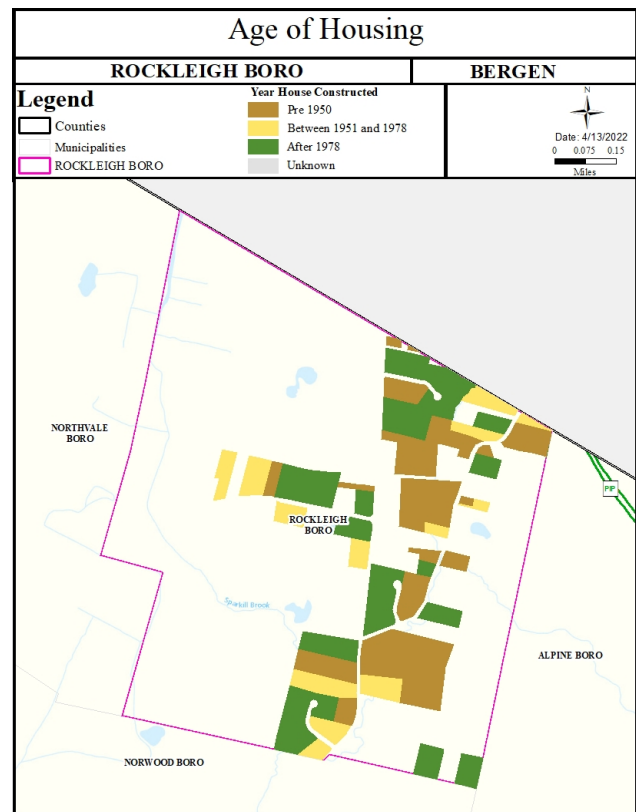 Age of Housing
ROCKLEIGH BORO
BERGEN
Legend
Counties
Municipalities
ROCKLEIGH BORO
Year House Constructed
Pre 1950
Between 1951 and 1978
After 1978
Unknown
N
Date: 4/13/2022
0 0.075 0.15
Miles
NORTHVALE
BORO
PIP
ROCKLEIGH
BORO
Sparkill Brook
ALPINE BORO
NORWOOD BORO